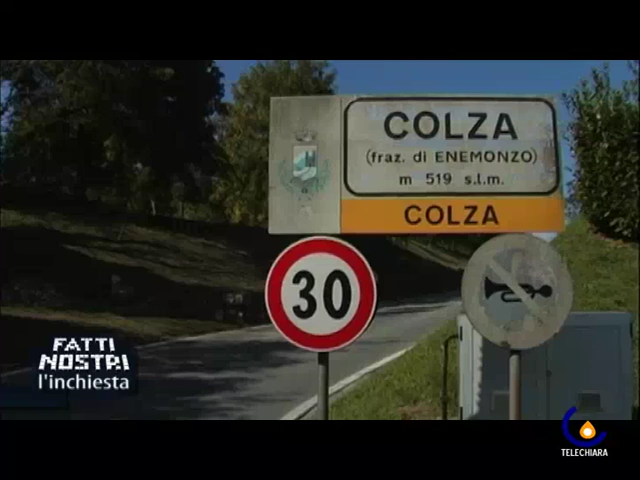 COLZA
(fraz. di ENEMONZO)
m 519 s.l.m.
COLZA
30
FATTI
NOSTRI
l'inchiesta
TELECHIARA